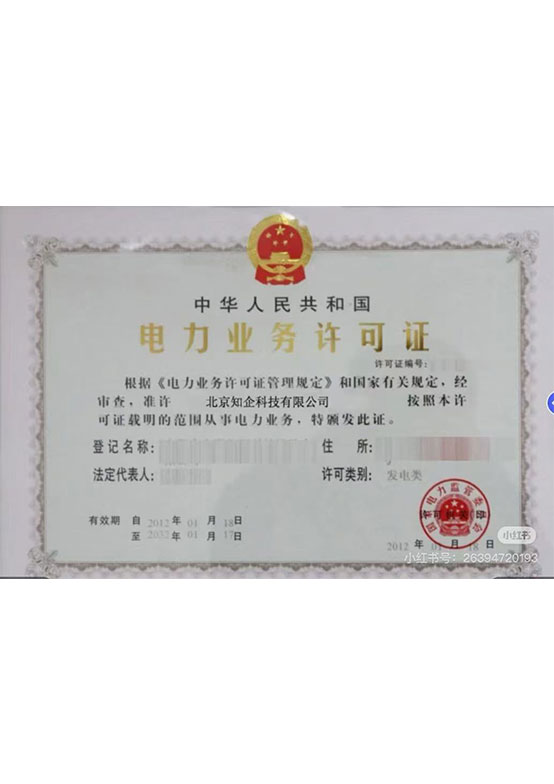 中华人民共和国
电力业务许可证
许可证编号:
根据《电力业务许可证管理规定》和国家有关规定，经
审查，准许 北京知企科技有限公司 按照本许
可证载明的范围从事电力业务，特颁发此证。
登记名称: 住 所:
法定代表人: 许可类别: 发电类
有效期 自 2012 年 01 月 18 日
至 2032 年 01 月 17 日
2012 年 月 日
小红书
小红书号: 26394720193